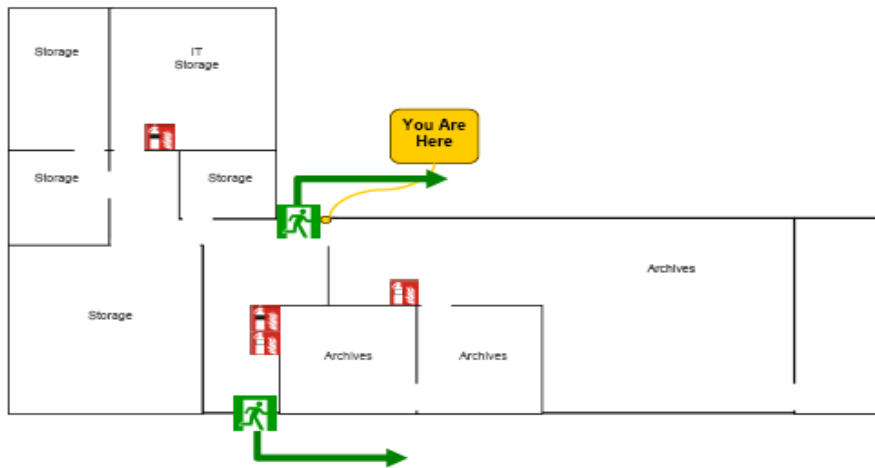 Storage
IT
Storage
You Are
Here
Storage
Storage
Archives
Storage
Archives
Archives